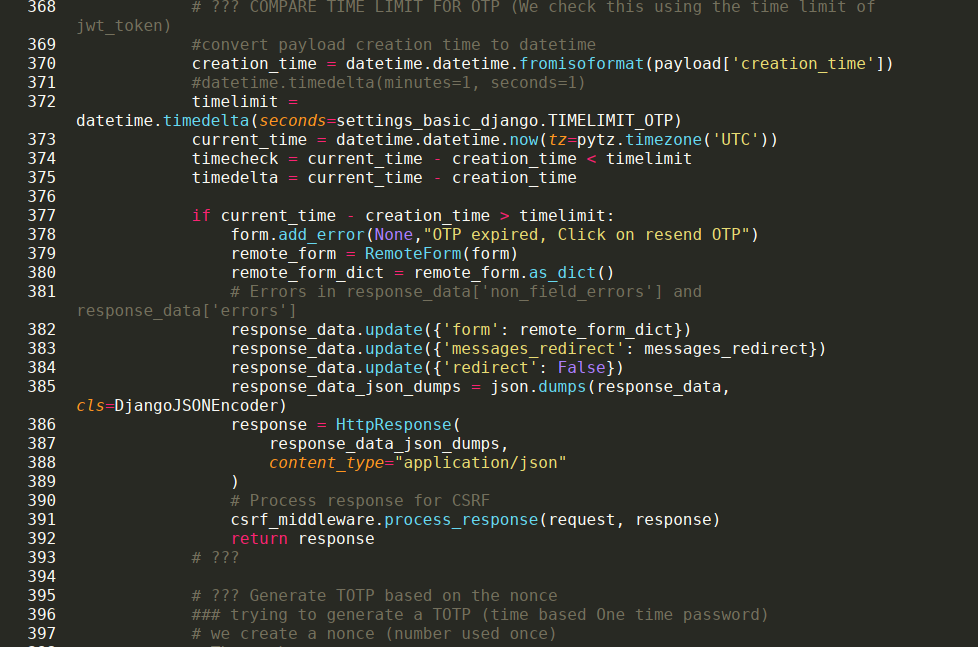 368 # ??? COMPARE TIME LIMIT FOR OTP (We check this using the time limit of
jwt_token)
369 #convert payload creation time to datetime
370 creation_time = datetime.datetime.fromisoformat(payload['creation_time'])
371 #datetime.timedelta(minutes=1, seconds=1)
372 timelimit =
datetime.timedelta(seconds=settings_basic_django.TIMELIMIT_OTP)
373 current_time = datetime.datetime.now(tz=pytz.timezone('UTC'))
374 timecheck = current_time - creation_time < timelimit
375 timedelta = current_time - creation_time
376
377 if current_time - creation_time > timelimit:
378 form.add_error(None,"OTP expired, Click on resend OTP")
379 remote_form = RemoteForm(form)
380 remote_form_dict = remote_form.as_dict()
381 # Errors in response_data['non_field_errors'] and
response_data['errors']
382 response_data.update({'form': remote_form_dict})
383 response_data.update({'messages_redirect': messages_redirect})
384 response_data.update({'redirect': False})
385 response_data_json_dumps = json.dumps(response_data,
cls=DjangoJSONEncoder)
386 response = HttpResponse(
387 response_data_json_dumps,
388 content_type="application/json"
389 )
390 # Process response for CSRF
391 csrf_middleware.process_response(request, response)
392 return response
393 # ???
394
395 # ??? Generate TOTP based on the nonce
396 ### trying to generate a TOTP (time based One time password)
397 # we create a nonce (number used once)